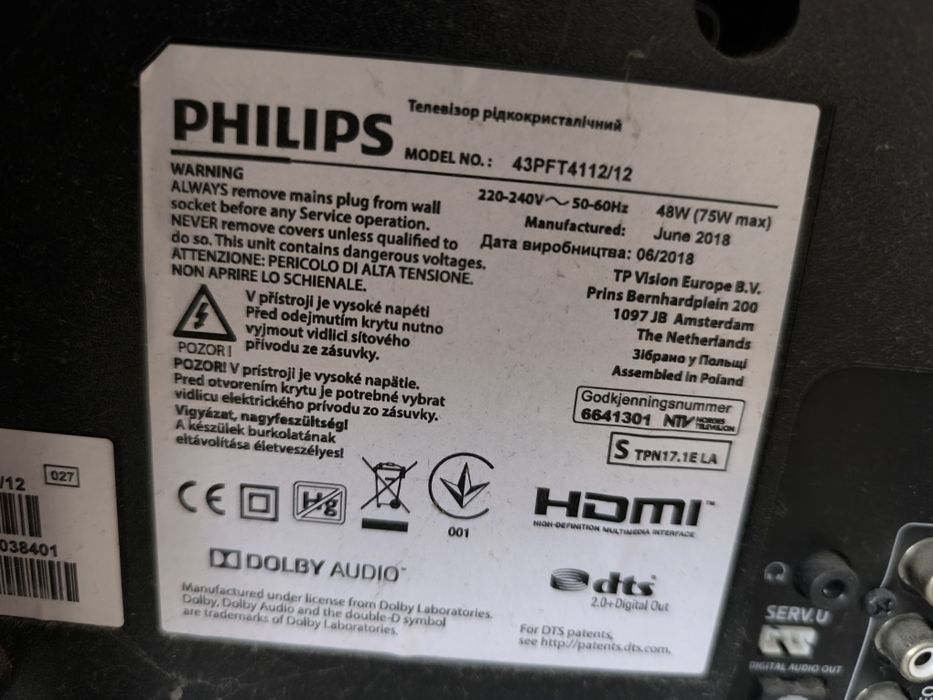 PHILIPS
Телевізор рідкокристалічний
MODEL NO.: 43PFT4112/12
WARNING
ALWAYS remove mains plug from wall
socket before any Service operation.
NEVER remove covers unless qualified to
do so. This unit contains dangerous voltages.
ATTENZIONE: PERICOLO DI ALTA TENSIONE.
NON APRIRE LO SCHIENALE.
220-240V～ 50-60Hz 48W (75W max)
Manufactured: June 2018
Дата виробництва: 06/2018
TP Vision Europe B.V.
Prins Bernhardplein 200
1097 JB Amsterdam
The Netherlands
Зібрано у Польщі
Assembled in Poland
V přístroji je vysoké napětí
Před odejmutím krytu nutno
vyjmout vidlici síťového
přívodu ze zásuvky.
POZOR!
POZOR! V prístroji je vysoké napätie.
Pred otvorením krytu je potrebné vybrat
vidlicu elektrického prívodu zo zásuvky.
Vigyázat, nagyfeszültség!
A készülek burkolatának
eltávolítása életveszélyes!
Godkjenningsnummer
6641301 NTV NORGES TELEVISJON
S TPN17.1E LA
CE
Hg
001
HDMI™
HIGH-DEFINITION MULTIMEDIA INTERFACE
DOLBY AUDIO™
Manufactured under license from Dolby Laboratories.
Dolby, Dolby Audio and the double-D symbol
are trademarks of Dolby Laboratories.
dts
2.0+Digital Out
For DTS patents,
see http://patents.dts.com.
/12
027
038401
SERV.U
DIGITAL AUDIO OUT